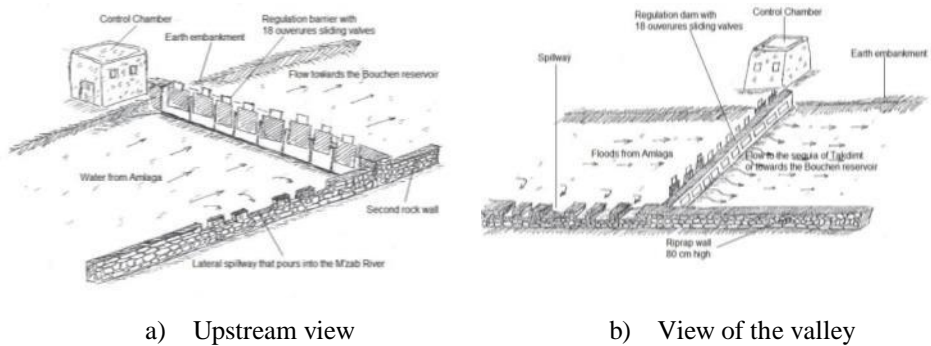 Control Chamber
Regulation barrier with
18 ouverures sliding valves
Earth embankment
Flow towards the Bouchen reservoir
Water from Amlaga
Second rock wall
Lateral spillway that pours into the M'zab River
a) Upstream view
Regulation dam with
18 ouverures sliding valves
Control Chamber
Spillway
Earth embankment
Floods from Amlaga
Flow to the seguia of Takdimt
or towards the Bouchen reservoir
Riprap wall
80 cm high
b) View of the valley